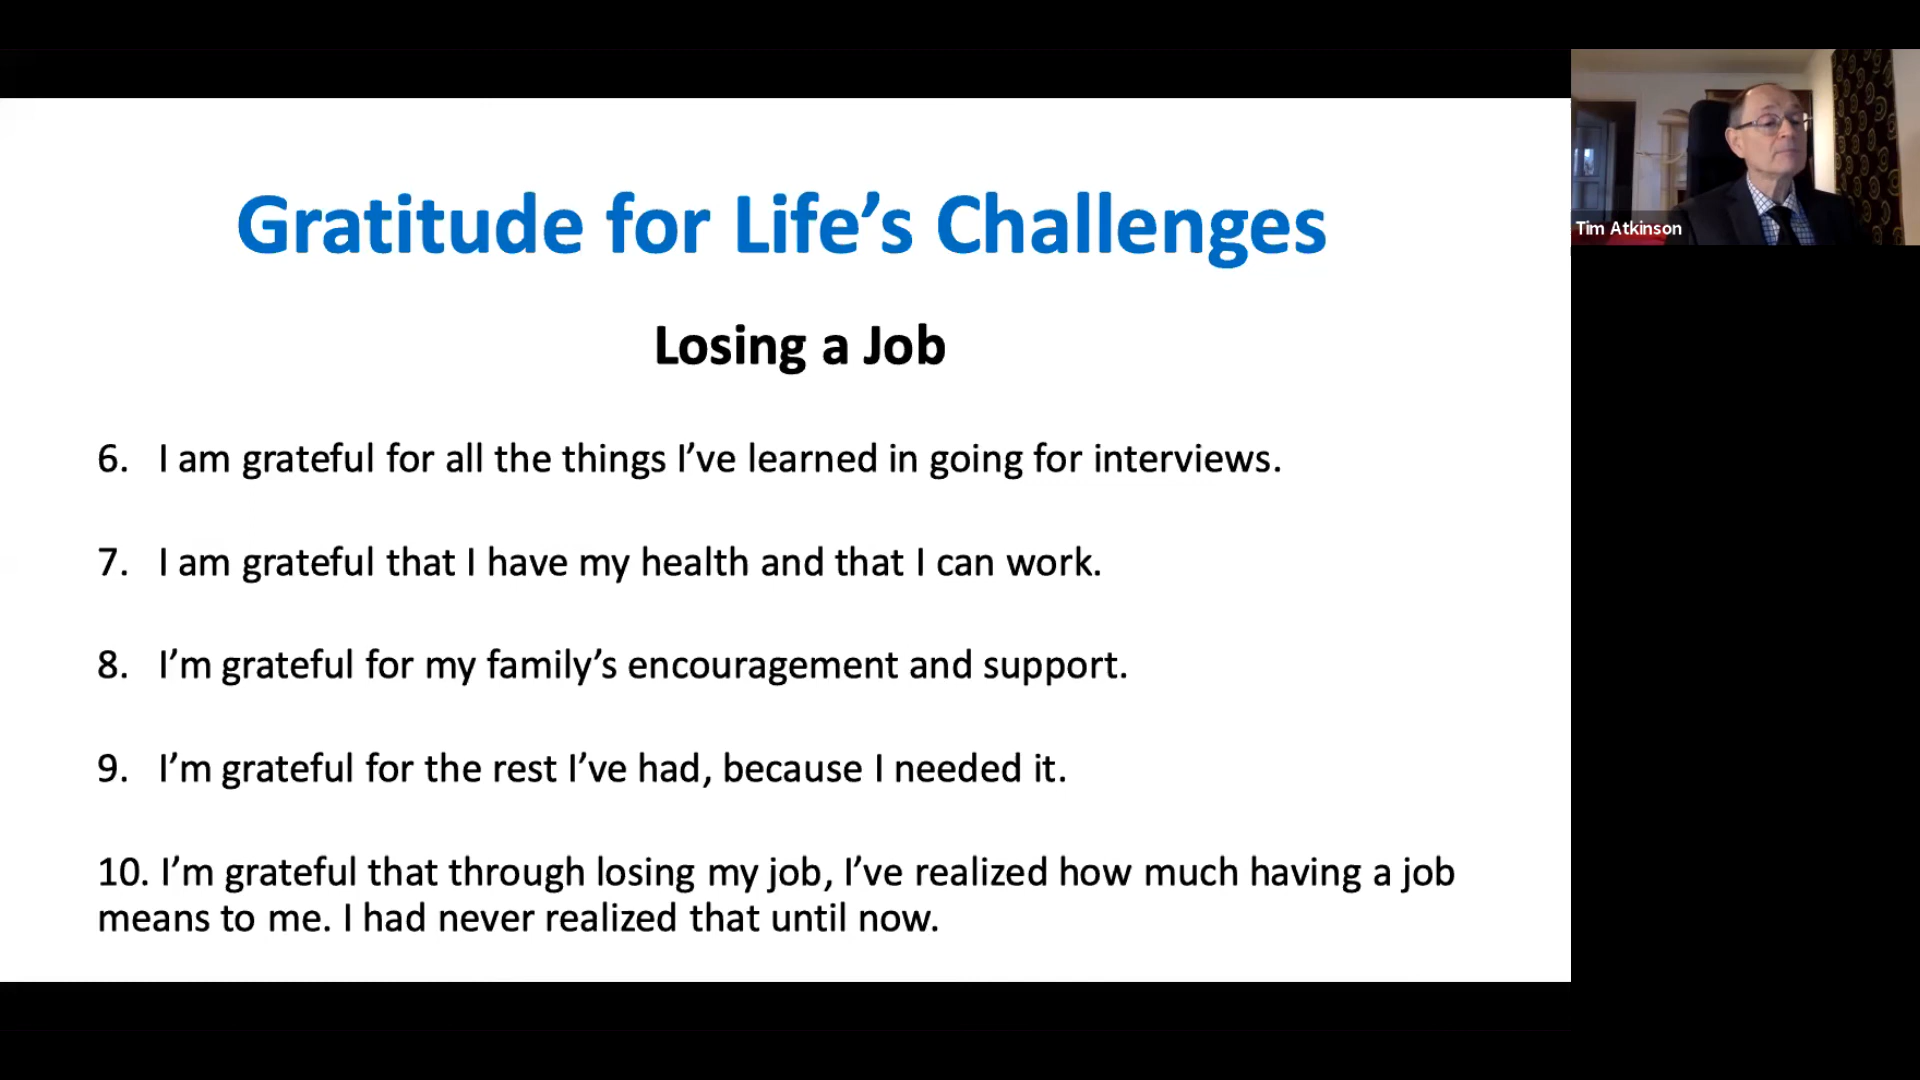 Gratitude for Life’s Challenges
Losing a Job
6. I am grateful for all the things I’ve learned in going for interviews.
7. I am grateful that I have my health and that I can work.
8. I’m grateful for my family’s encouragement and support.
9. I’m grateful for the rest I’ve had, because I needed it.
10. I’m grateful that through losing my job, I’ve realized how much having a job
means to me. I had never realized that until now.
Tim Atkinson